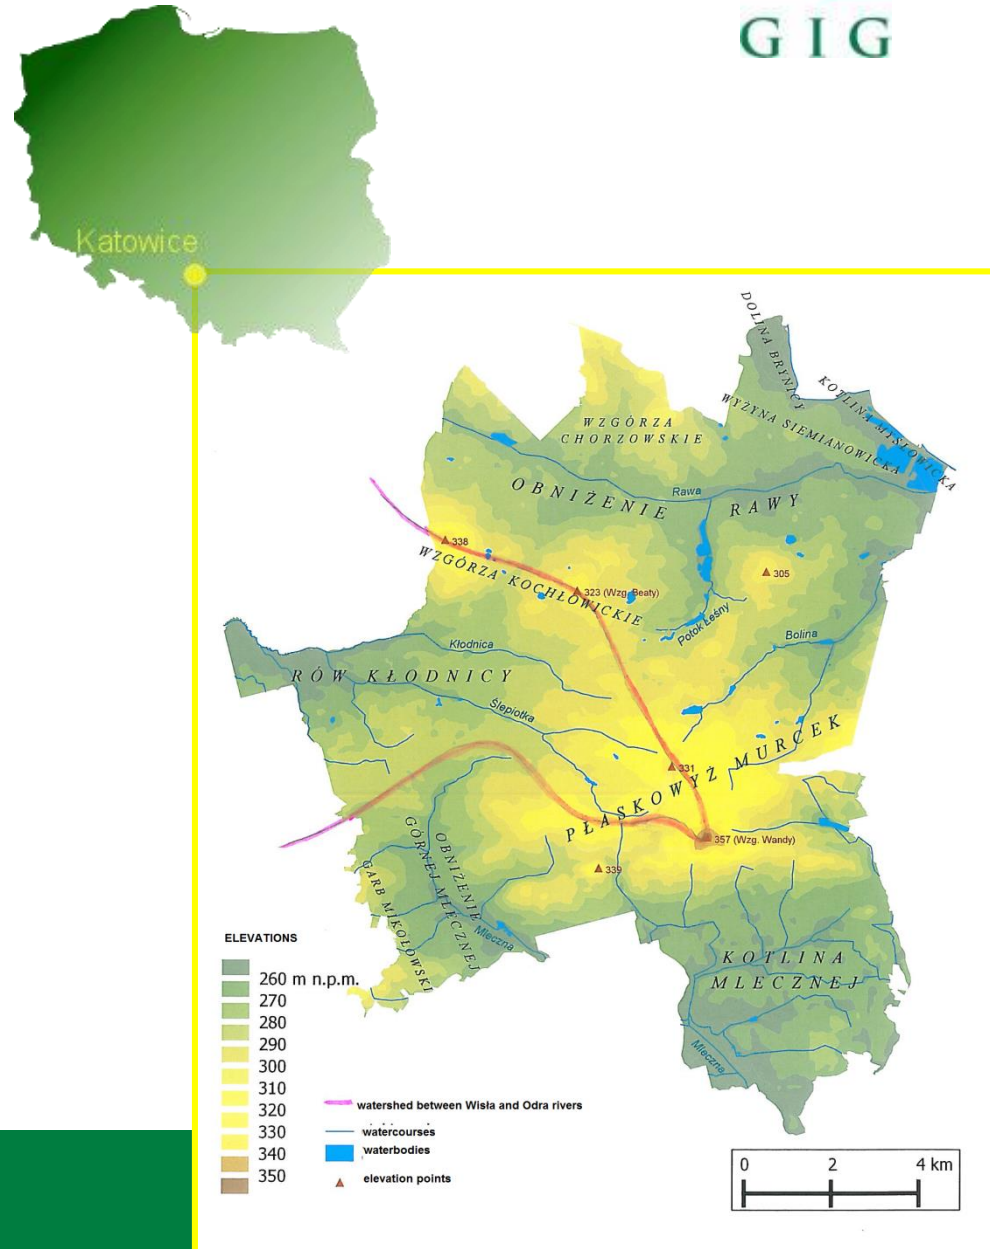 G I G
Katowice
DOLINA BRYNICY
KOTLINA MYSŁOWICKA
WYŻYNA SIEMIANOWICKA
WZGÓRZA
CHORZOWSKIE
OBNIŻENIE RAWY
Rawa
338
WZGÓRZA KOCHŁOWICKIE
323 (Wzg. Beaty)
305
Potok Leśny
Bolina
Kłodnica
RÓW KŁODNICY
Ślepiotka
331
PŁASKOWYŻ MURCEK
357 (Wzg. Wandy)
339
OBNIŻENIE
GÓRNEJ MLECZNEJ
GARB MIKOŁOWSKI
Mleczna
KOTLINA
MLECZNEJ
Mleczna
ELEVATIONS
260 m n.p.m.
270
280
290
300
310
320
330
340
350
watershed between Wisła and Odra rivers
watercourses
waterbodies
elevation points
0 2 4 km